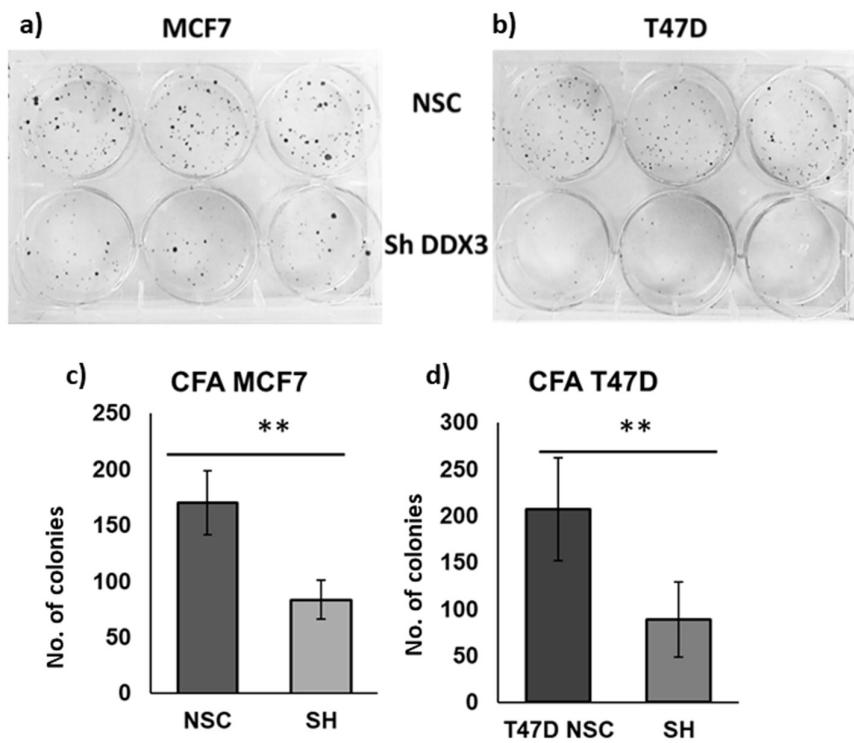 a) MCF7
b) T47D
NSC
Sh DDX3
c) CFA MCF7
250
200
150
100
50
0
No. of colonies
**
NSC SH
d) CFA T47D
300
250
200
150
100
50
0
No. of colonies
**
T47D NSC SH